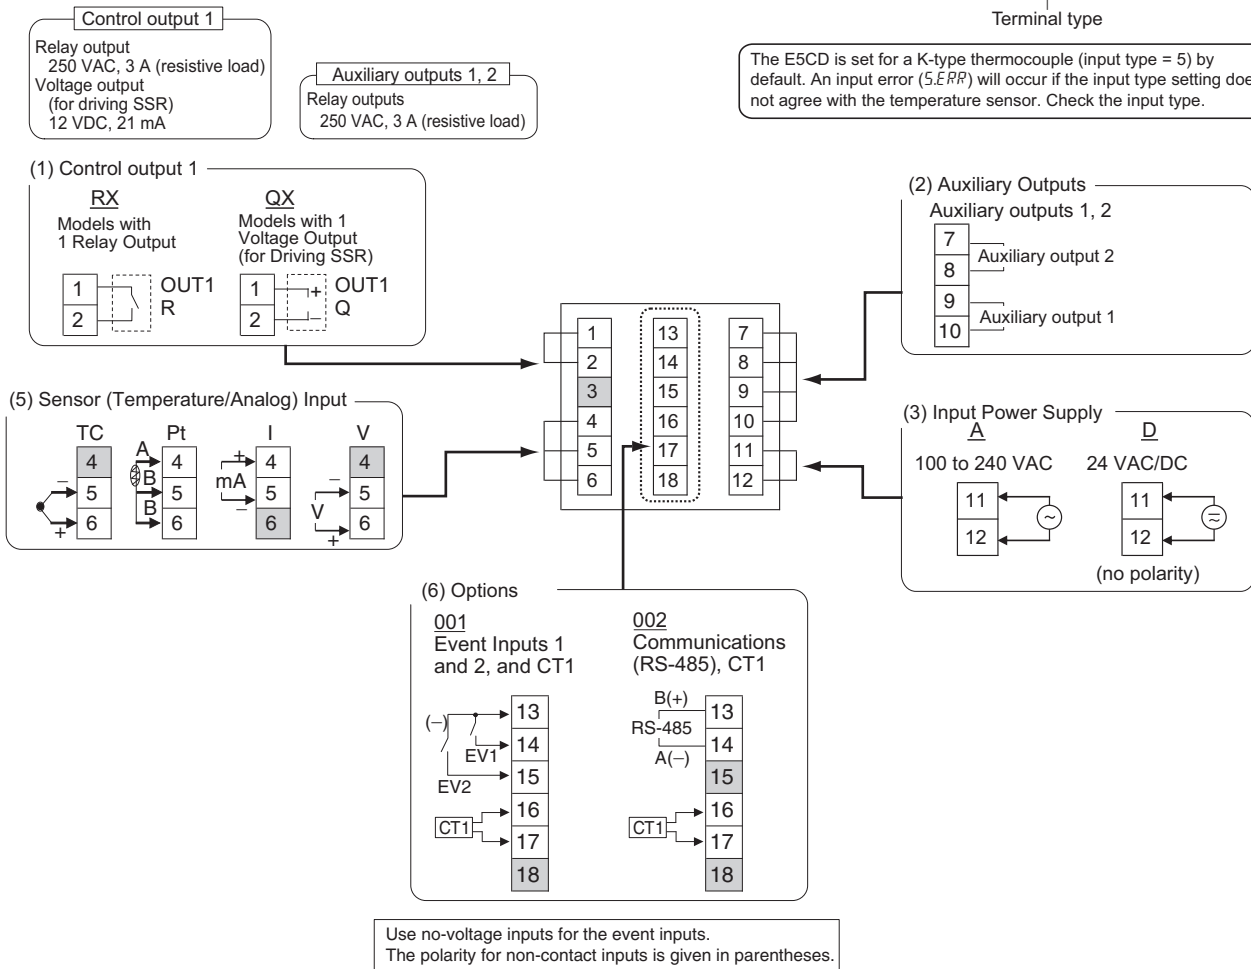 Terminal type
Control output 1
Relay output
250 VAC, 3 A (resistive load)
Voltage output
(for driving SSR)
12 VDC, 21 mA
Auxiliary outputs 1, 2
Relay outputs
250 VAC, 3 A (resistive load)
The E5CD is set for a K-type thermocouple (input type = 5) by
default. An input error (S.ERR) will occur if the input type setting doe
not agree with the temperature sensor. Check the input type.
(1) Control output 1
RX
Models with
1 Relay Output
1
2
OUT1
R
QX
Models with 1
Voltage Output
(for Driving SSR)
1
2
+
−
OUT1
Q
(2) Auxiliary Outputs
Auxiliary outputs 1, 2
7
8
9
10
Auxiliary output 2
Auxiliary output 1
1
2
3
4
5
6
13
14
15
16
17
18
7
8
9
10
11
12
(5) Sensor (Temperature/Analog) Input
TC
4
5
6
−
+
Pt
A
B
B
4
5
6
I
+
mA
−
4
5
6
V
−
V
+
4
5
6
(3) Input Power Supply
A
100 to 240 VAC
11
12
D
24 VAC/DC
11
12
(no polarity)
(6) Options
001
Event Inputs 1
and 2, and CT1
(−)
EV1
EV2
CT1
13
14
15
16
17
18
002
Communications
(RS-485), CT1
B(+)
RS-485
A(−)
CT1
13
14
15
16
17
18
Use no-voltage inputs for the event inputs.
The polarity for non-contact inputs is given in parentheses.